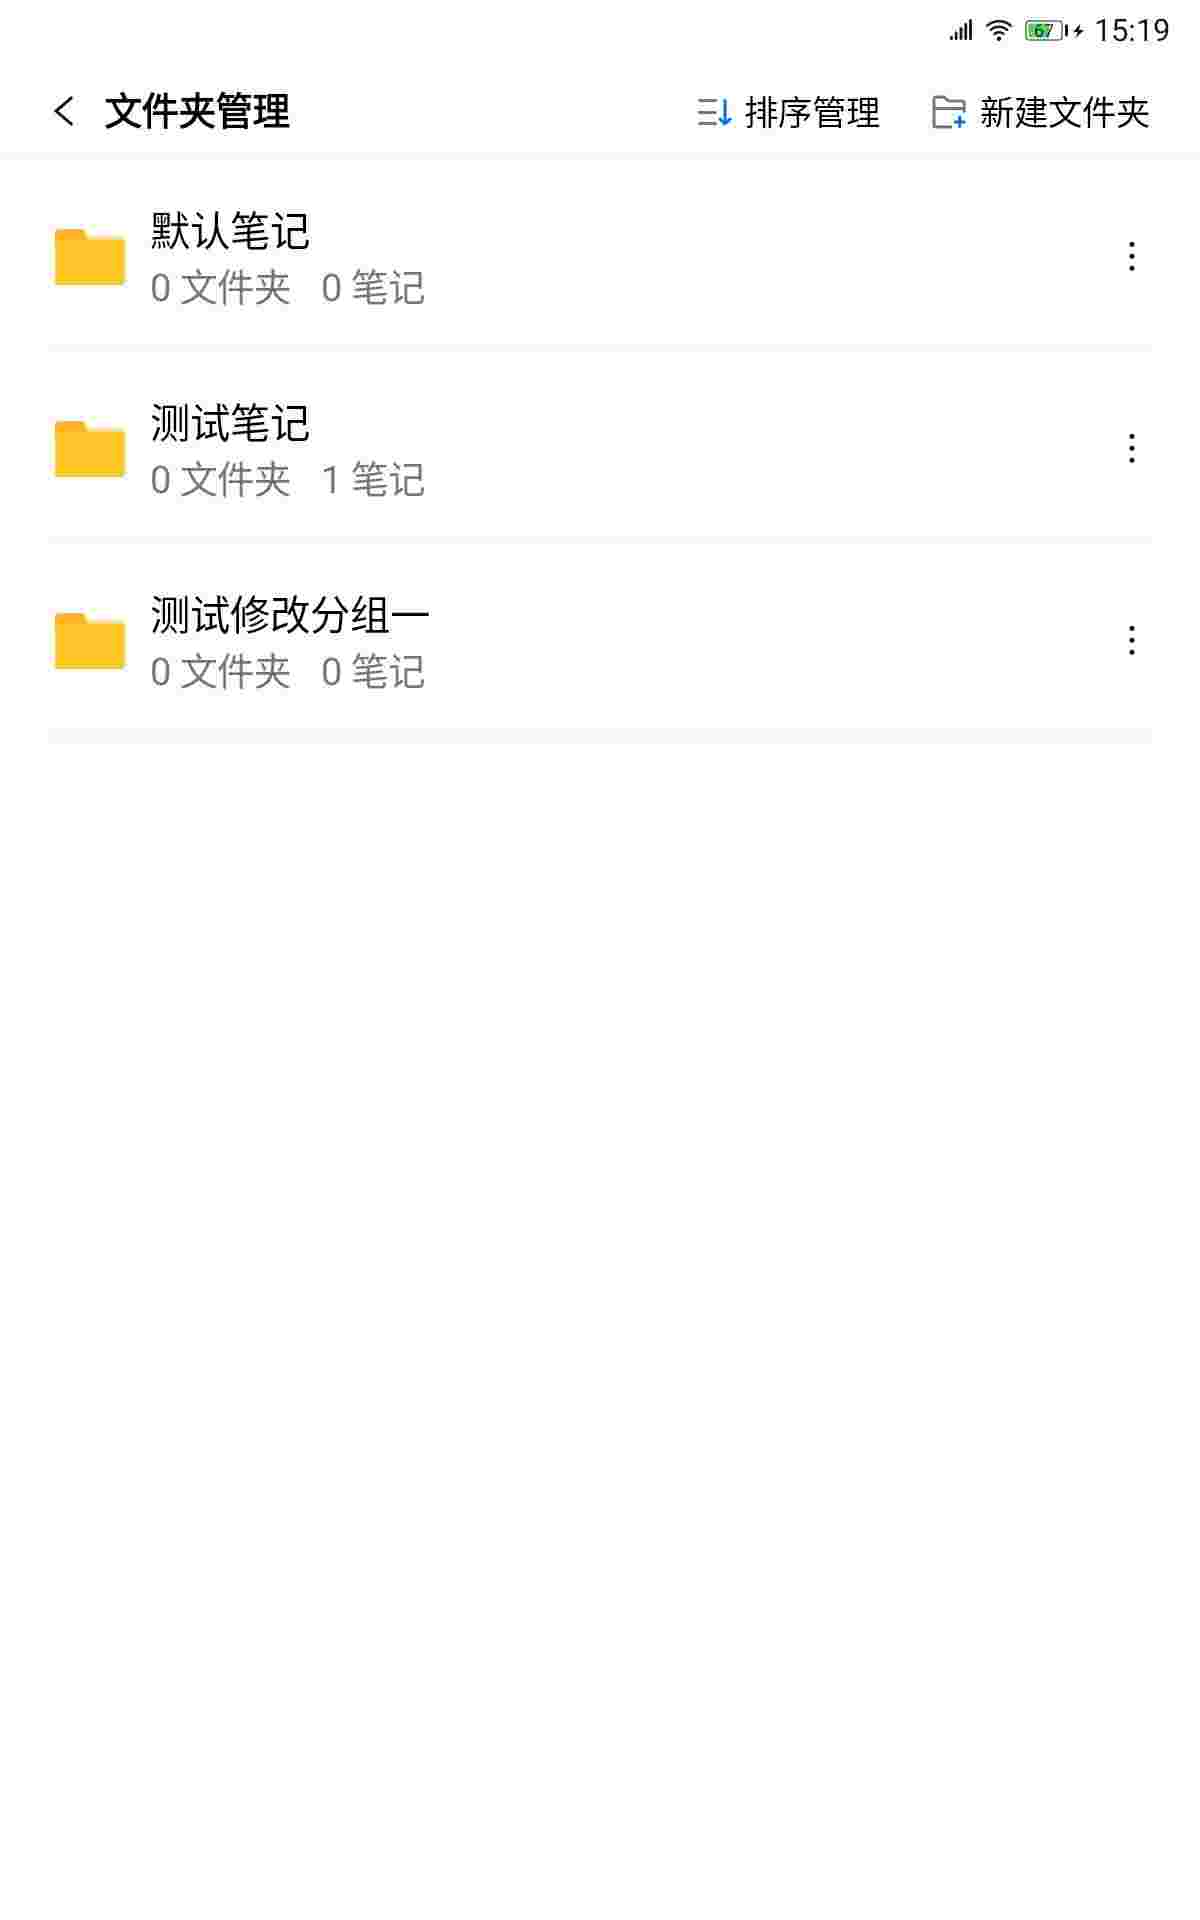 67 15:19
文件夹管理 排序管理 新建文件夹
默认笔记
0 文件夹 0 笔记
测试笔记
0 文件夹 1 笔记
测试修改分组一
0 文件夹 0 笔记